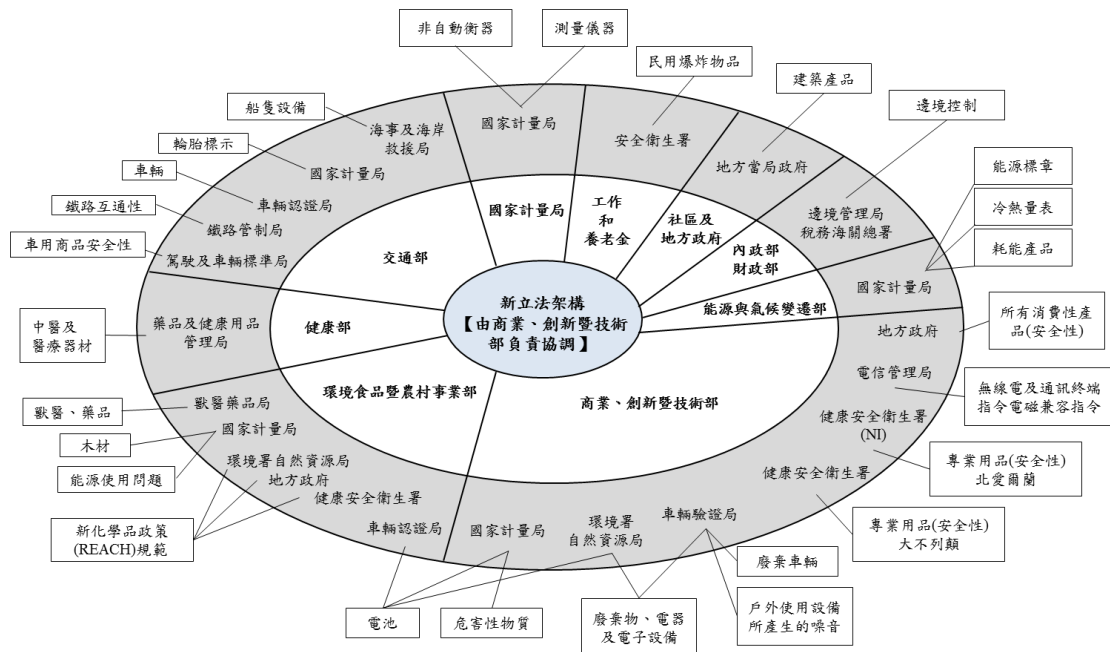 非自動衡器
測量儀器
民用爆炸物品
建築產品
邊境控制
船隻設備
輪胎標示
車輛
鐵路互通性
車用商品安全性
能源標章
冷熱量表
耗能產品
海事及海岸
救援局
國家計量局
車輛認證局
鐵路管制局
駕駛及車輛標準局
國家計量局
安全衛生署
地方當局政府
邊境管理局
稅務海關總署
國家計量局
交通部
國家計量局
工作
和
養老金
社區及
地方政府
內政部
財政部
能源與氣候變遷部
新立法架構
【由商業、創新暨技術
部負責協調】
中醫及
醫療器材
藥品及健康用品
管理局
健康部
地方政府
所有消費性產
品(安全性)
環境食品暨農村事業部
商業、創新暨技術部
電信管理局
無線電及通訊終端
指令電磁兼容指令
獸醫、藥品
獸醫藥品局
木材
國家計量局
能源使用問題
環境署自然資源局
地方政府
健康安全衛生署
新化學品政策
(REACH)規範
車輛認證局
國家計量局
環境署
自然資源局
車輛驗證局
健康安全衛生署
(NI)
健康安全衛生署
專業用品(安全性)
北愛爾蘭
專業用品(安全性)
大不列顛
廢棄車輛
電池
危害性物質
廢棄物、電器
及電子設備
戶外使用設備
所產生的噪音